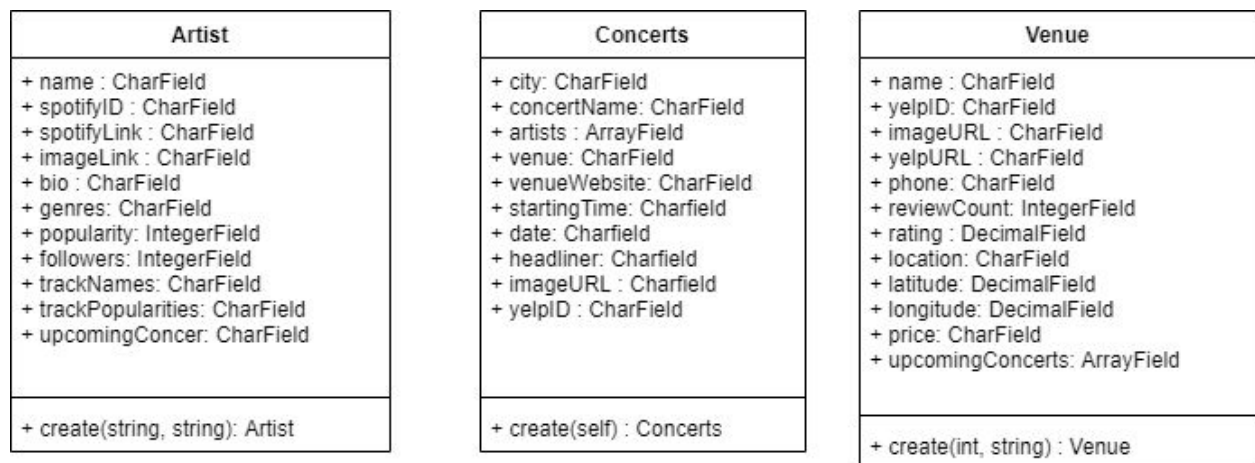 Artist
+ name : CharField
+ spotifyID : CharField
+ spotifyLink : CharField
+ imageLink : CharField
+ bio : CharField
+ genres: CharField
+ popularity: IntegerField
+ followers: IntegerField
+ trackNames: CharField
+ trackPopularities: CharField
+ upcomingConcer: CharField
+ create(string, string): Artist
Concerts
+ city: CharField
+ concertName: CharField
+ artists : ArrayField
+ venue: CharField
+ venueWebsite: CharField
+ startingTime: Charfield
+ date: Charfield
+ headliner: Charfield
+ imageURL : Charfield
+ yelpID : CharField
+ create(self) : Concerts
Venue
+ name : CharField
+ yelpID: CharField
+ imageURL : CharField
+ yelpURL : CharField
+ phone: CharField
+ reviewCount: IntegerField
+ rating : DecimalField
+ location: CharField
+ latitude: DecimalField
+ longitude: DecimalField
+ price: CharField
+ upcomingConcerts: ArrayField
+ create(int, string) : Venue